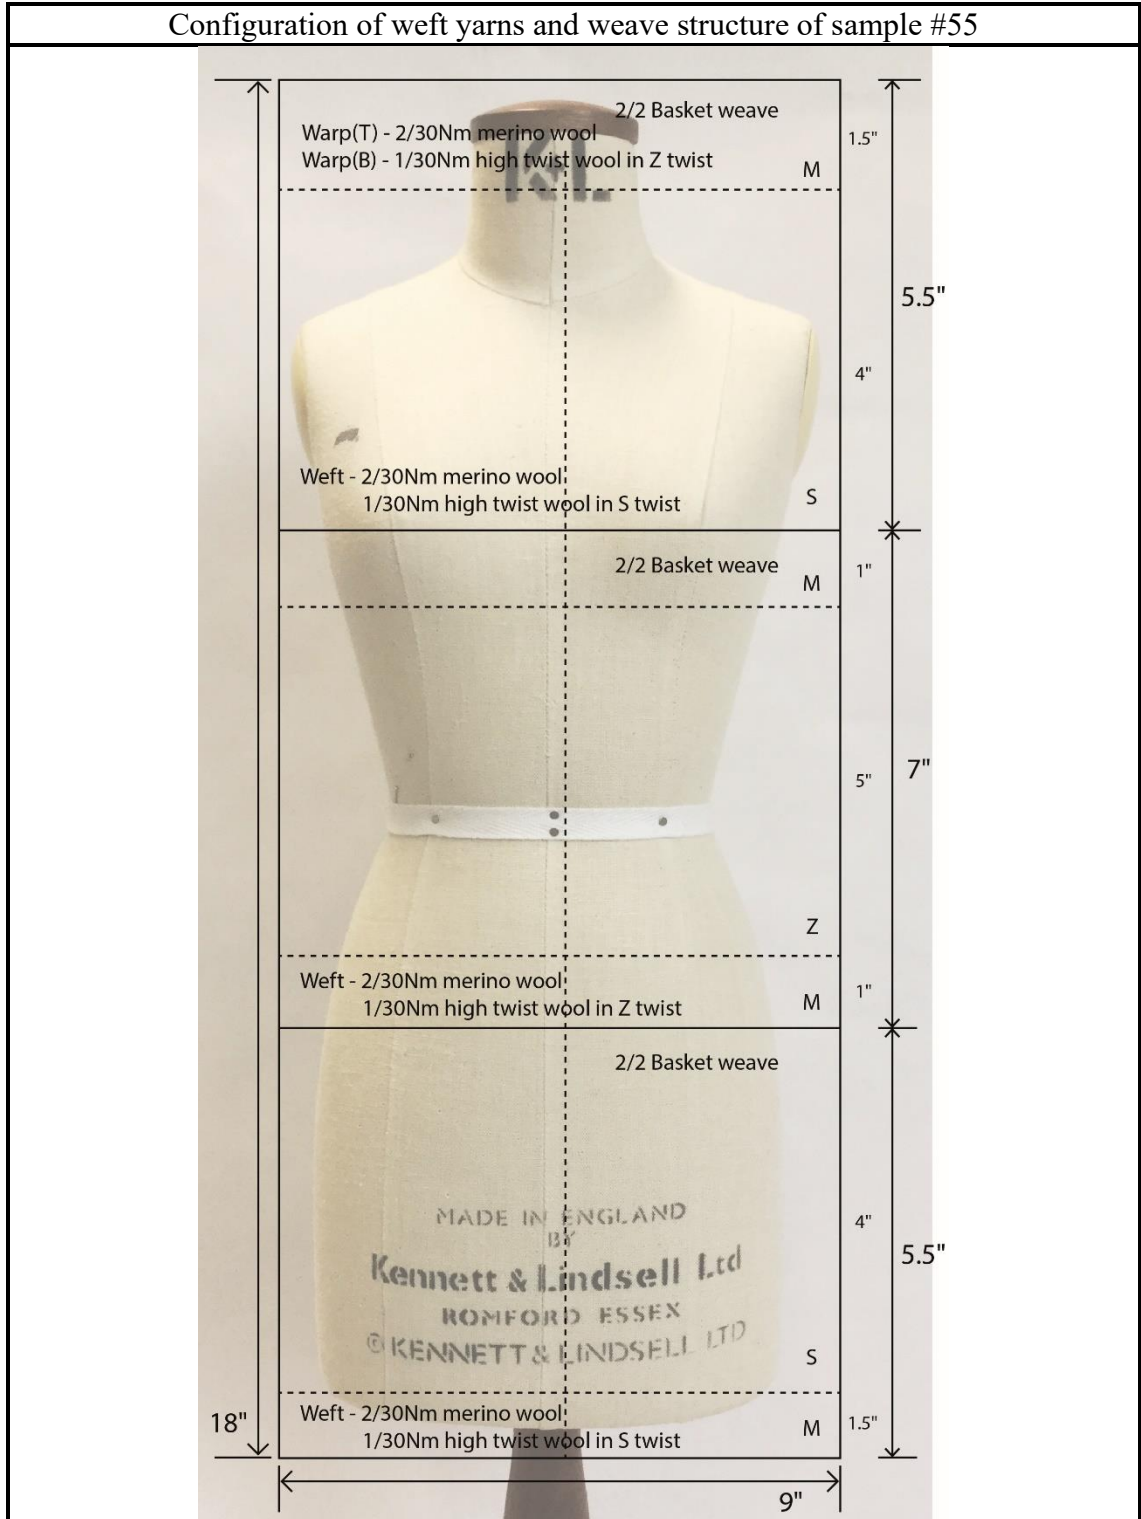 Configuration of weft yarns and weave structure of sample #55
2/2 Basket weave
Warp(T) - 2/30Nm merino wool
Warp(B) - 1/30Nm high twist wool in Z twist
M
1.5"
K&L
5.5"
4"
Weft - 2/30Nm merino wool
1/30Nm high twist wool in S twist
S
2/2 Basket weave
M
1"
7"
5"
Z
Weft - 2/30Nm merino wool
1/30Nm high twist wool in Z twist
M
1"
2/2 Basket weave
MADE IN ENGLAND
BY
Kennett & Lindsell Ltd
ROMFORD ESSEX
© KENNETT & LINDSELL LTD
4"
5.5"
S
Weft - 2/30Nm merino wool
1/30Nm high twist wool in S twist
M
1.5"
18"
9"